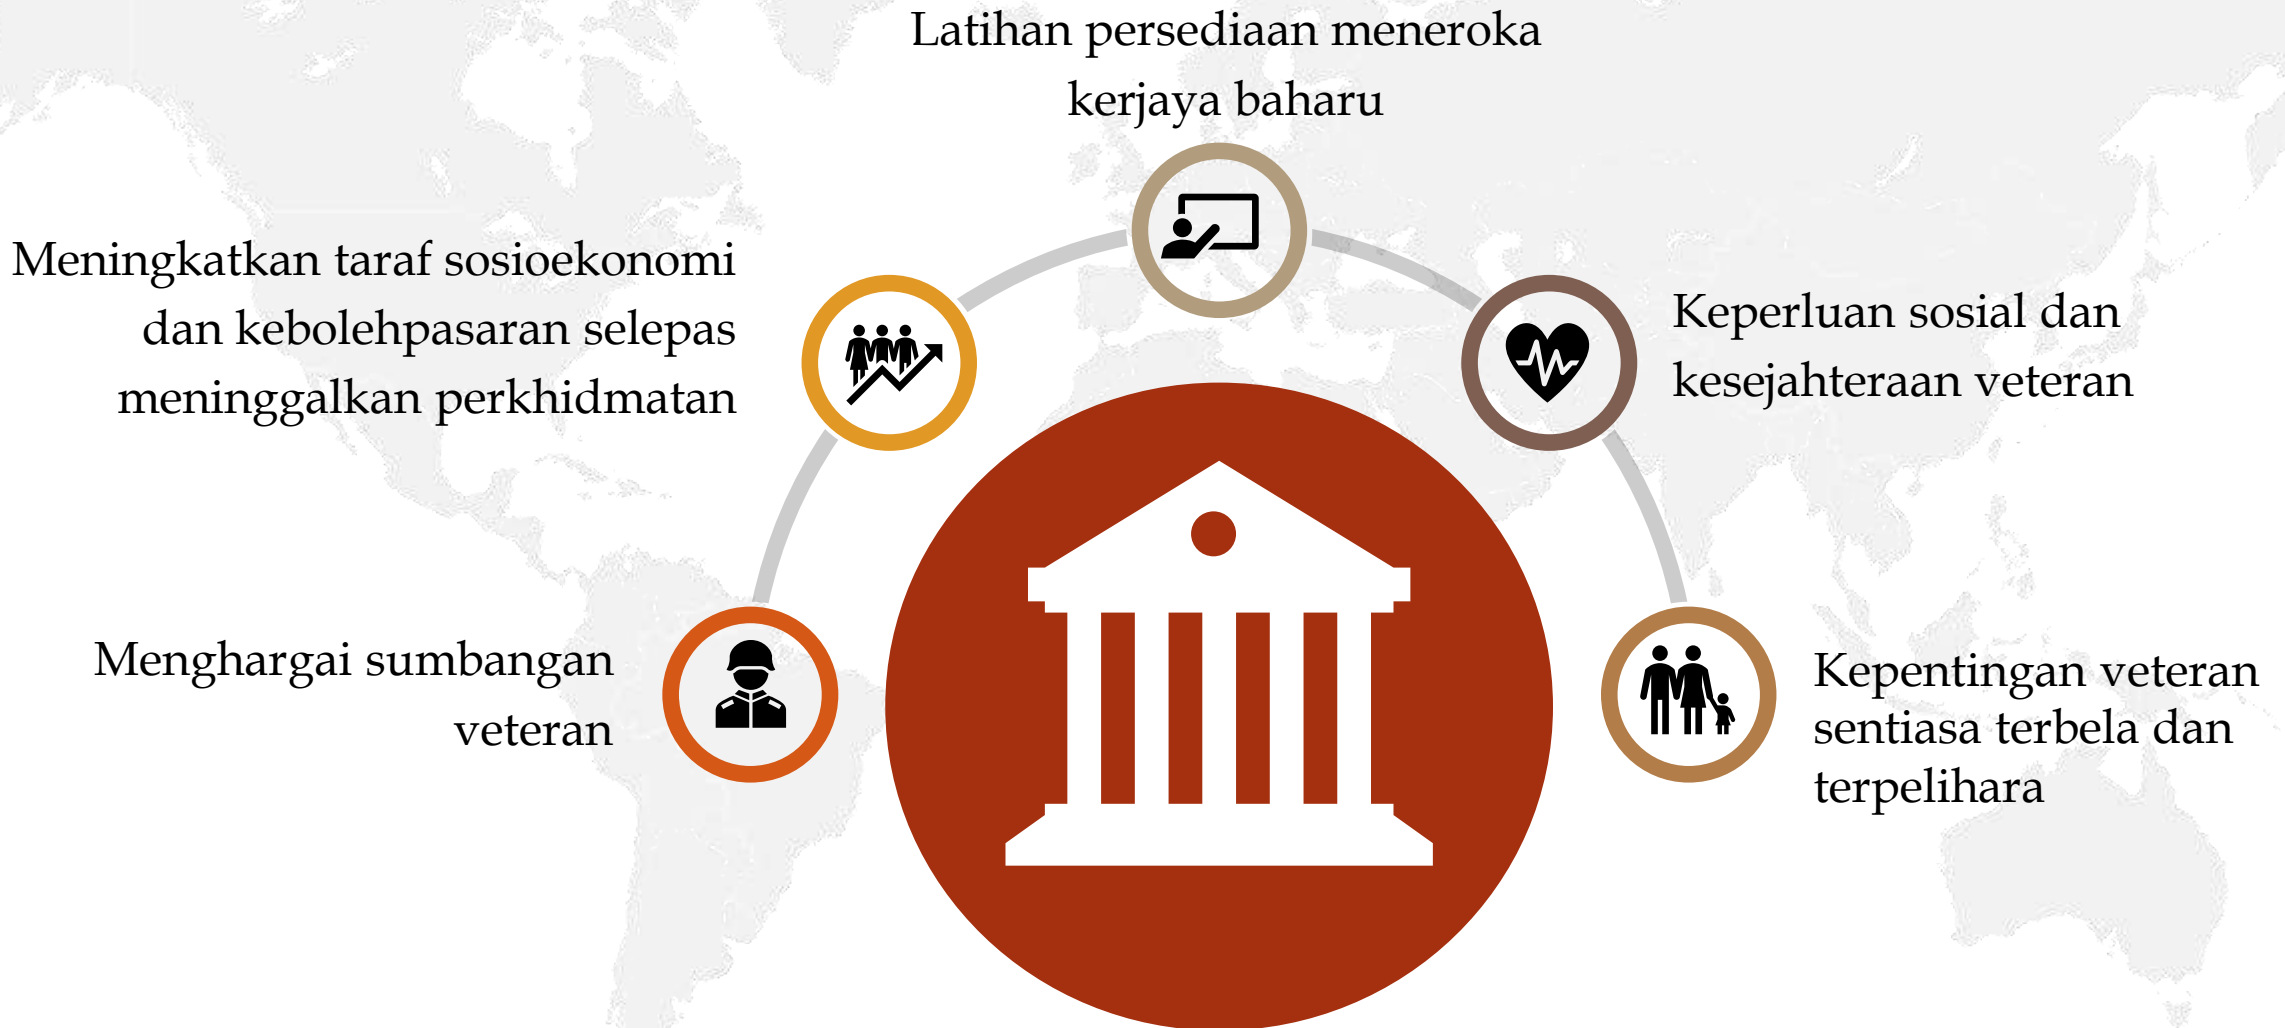 Latihan persediaan meneroka
kerjaya baharu
Meningkatkan taraf sosioekonomi
dan kebolehpasaran selepas
meninggalkan perkhidmatan
Keperluan sosial dan
kesejahteraan veteran
Menghargai sumbangan
veteran
Kepentingan veteran
sentiasa terbela dan
terpelihara